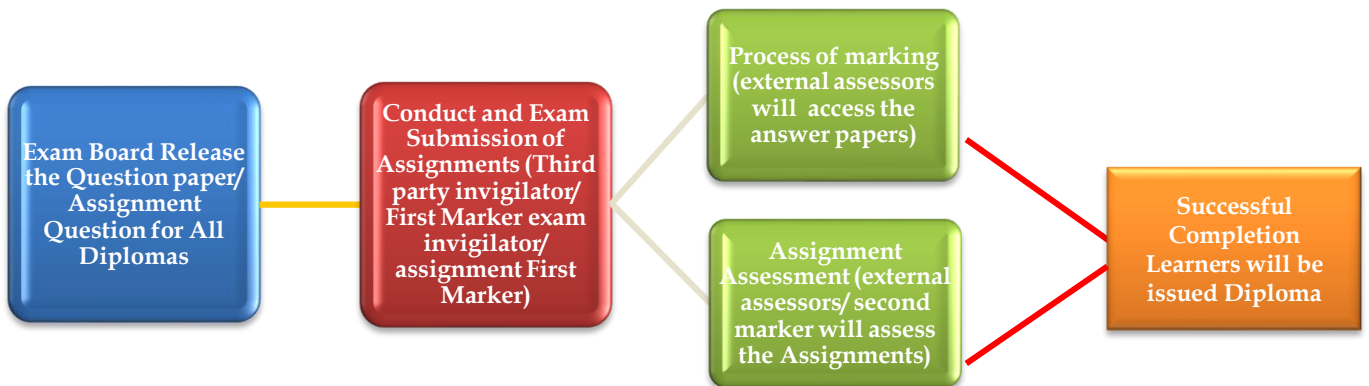 Exam Board Release
the Question paper/
Assignment
Question for All
Diplomas
Conduct and Exam
Submission of
Assignments (Third
party invigilator/
First Marker exam
invigilator/
assignment First
Marker)
Process of marking
(external assessors
will access the
answer papers)
Assignment
Assessment (external
assessors/ second
marker will assess
the Assignments)
Successful
Completion
Learners will be
issued Diploma